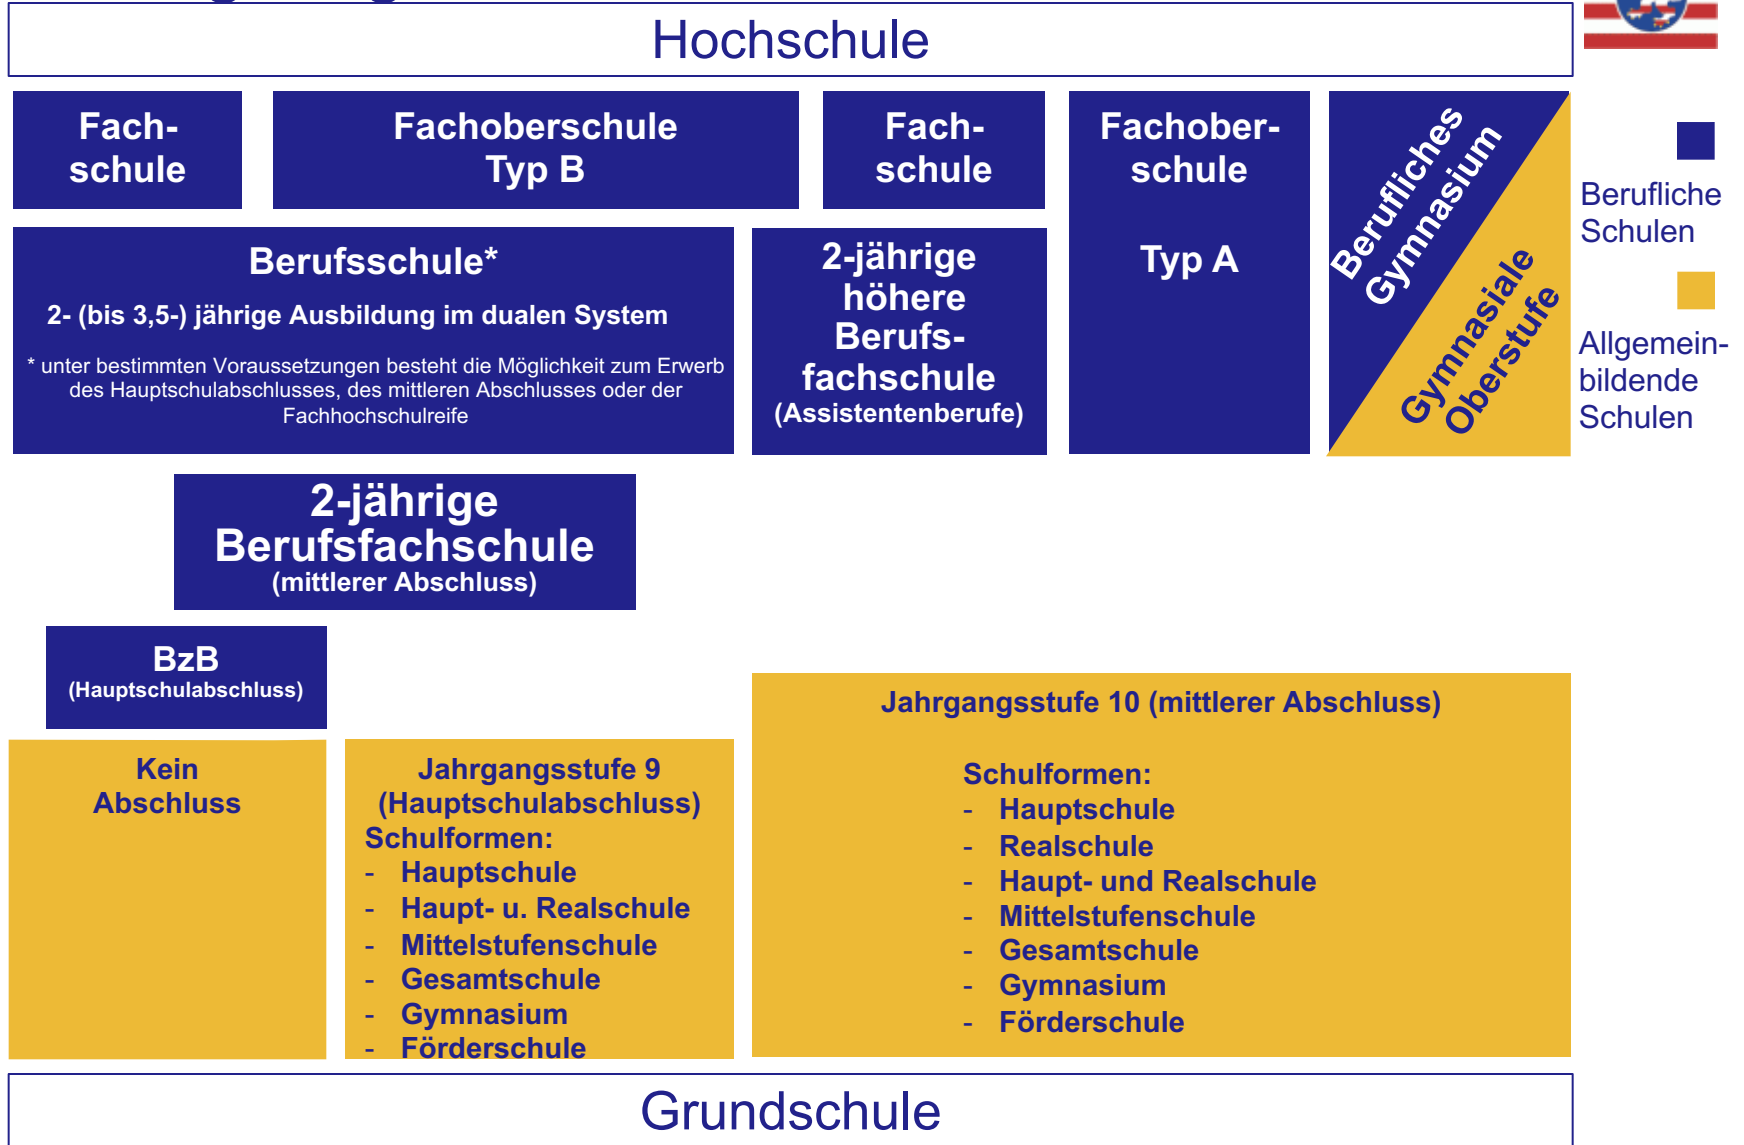 Hochschule
Fach-
schule
Fachoberschule
Typ B
Fach-
schule
Fachober-
schule
Typ A
Berufliches
Gymnasium
Gymnasiale
Oberstufe
Berufliche
Schulen
Allgemein-
bildende
Schulen
Berufsschule*
2- (bis 3,5-) jährige Ausbildung im dualen System
* unter bestimmten Voraussetzungen besteht die Möglichkeit zum Erwerb
des Hauptschulabschlusses, des mittleren Abschlusses oder der
Fachhochschulreife
2-jährige
höhere
Berufs-
fachschule
(Assistentenberufe)
2-jährige
Berufsfachschule
(mittlerer Abschluss)
BzB
(Hauptschulabschluss)
Kein
Abschluss
Jahrgangsstufe 9
(Hauptschulabschluss)
Schulformen:
- Hauptschule
- Haupt- u. Realschule
- Mittelstufenschule
- Gesamtschule
- Gymnasium
- Förderschule
Jahrgangsstufe 10 (mittlerer Abschluss)
Schulformen:
- Hauptschule
- Realschule
- Haupt- und Realschule
- Mittelstufenschule
- Gesamtschule
- Gymnasium
- Förderschule
Grundschule